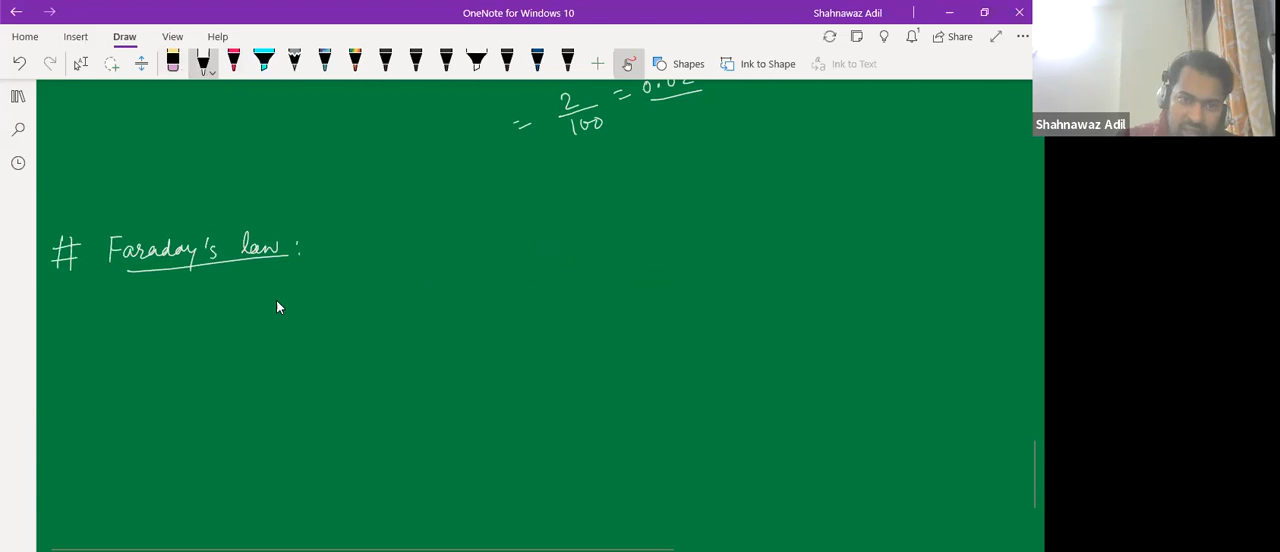 OneNote for Windows 10
Shahnawaz Adil
Home Insert Draw View Help
Share
Shapes Ink to Shape Ink to Text
= 2/100 = 0.02
# Faraday's law:
Shahnawaz Adil